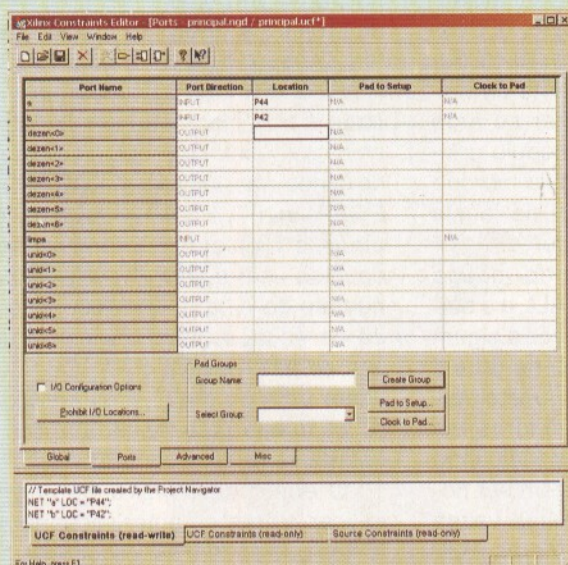 Xilinx Constraints Editor - [Ports - principal.ngd / principal.ucf*]
File Edit View Window Help
Port Name Port Direction Location Pad to Setup Clock to Pad
a INPUT P44 N/A N/A
b INPUT P42 N/A N/A
dezen<0> OUTPUT N/A
dezen<1> OUTPUT N/A
dezen<2> OUTPUT N/A
dezen<3> OUTPUT N/A
dezen<4> OUTPUT N/A
dezen<5> OUTPUT N/A
dezen<6> OUTPUT N/A
limpa INPUT N/A N/A
unid<0> OUTPUT N/A
unid<1> OUTPUT N/A
unid<2> OUTPUT N/A
unid<3> OUTPUT N/A
unid<4> OUTPUT N/A
unid<5> OUTPUT N/A
unid<6> OUTPUT N/A
Pad Groups
I/O Configuration Options
Group Name:
Create Group
Prohibit I/O Locations...
Select Group:
Pad to Setup...
Clock to Pad...
Global Ports Advanced Misc
// Template UCF file created by the Project Navigator
NET "a" LOC = "P44";
NET "b" LOC = "P42";
UCF Constraints (read-write) UCF Constraints (read-only) Source Constraints (read-only)
For Help, press F1